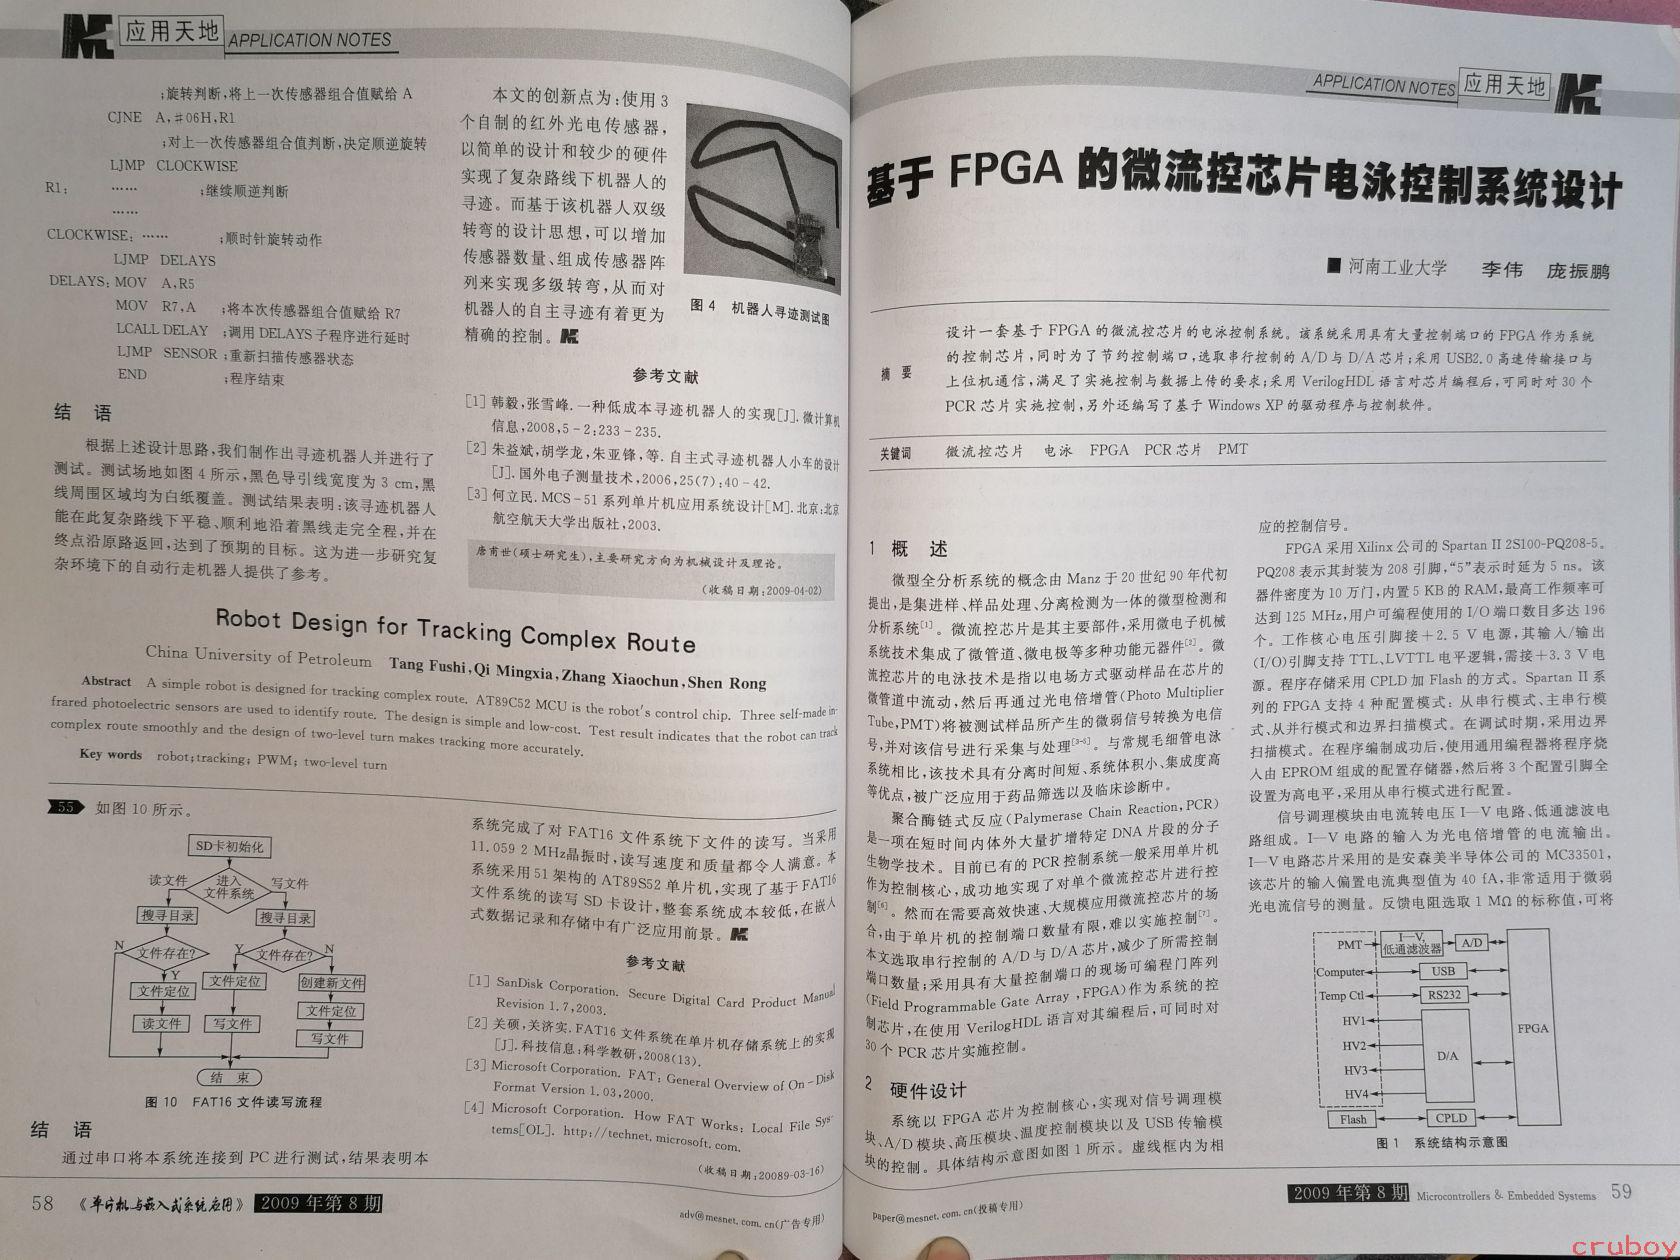 应用天地 APPLICATION NOTES
;旋转判断,将上一次传感器组合值赋给 A
CJNE A,#06H,R1
;对上一次传感器组合值判断,决定顺逆旋转
LJMP CLOCKWISE
R1: …… ;继续顺逆判断
……
CLOCKWISE: …… ;顺时针旋转动作
LJMP DELAYS
DELAYS: MOV A,R5
MOV R7,A ;将本次传感器组合值赋给 R7
LCALL DELAY ;调用 DELAYS 子程序进行延时
LJMP SENSOR ;重新扫描传感器状态
END ;程序结束
结 语
根据上述设计思路,我们制作出寻迹机器人并进行了
测试。测试场地如图 4 所示,黑色导引线宽度为 3 cm,黑
线周围区域均为白纸覆盖。测试结果表明:该寻迹机器人
能在此复杂路线下平稳、顺利地沿着黑线走完全程,并在
终点沿原路返回,达到了预期的目标。这为进一步研究复
杂环境下的自动行走机器人提供了参考。
本文的创新点为:使用 3
个自制的红外光电传感器,
以简单的设计和较少的硬件
实现了复杂路线下机器人的
寻迹。而基于该机器人双级
转弯的设计思想,可以增加
传感器数量、组成传感器阵
列来实现多级转弯,从而对
机器人的自主寻迹有着更为
精确的控制。
图 4 机器人寻迹测试图
参考文献
[1] 韩毅,张雪峰. 一种低成本寻迹机器人的实现[J]. 微计算机
信息,2008,5-2:233-235.
[2] 朱益斌,胡学龙,朱亚锋,等. 自主式寻迹机器人小车的设计
[J]. 国外电子测量技术,2006,25(7):40-42.
[3] 何立民. MCS-51 系列单片机应用系统设计[M]. 北京:北京
航空航天大学出版社,2003.
唐甫世(硕士研究生),主要研究方向为机械设计及理论。
(收稿日期:2009-04-02)
Robot Design for Tracking Complex Route
China University of Petroleum Tang Fushi,Qi Mingxia,Zhang Xiaochun,Shen Rong
Abstract A simple robot is designed for tracking complex route. AT89C52 MCU is the robot's control chip. Three self-made in-
frared photoelectric sensors are used to identify route. The design is simple and low-cost. Test result indicates that the robot can track
complex route smoothly and the design of two-level turn makes tracking more accurately.
Key words robot;tracking; PWM; two-level turn
55 如图 10 所示。
SD卡初始化
读文件 进入 写文件
文件系统
搜寻目录 搜寻目录
N 文件存在? Y 文件存在? N
Y
文件定位 文件定位 创建新文件
文件定位
读文件 写文件 写文件
结 束
图 10 FAT16 文件读写流程
结 语
通过串口将本系统连接到 PC 进行测试,结果表明本
系统完成了对 FAT16 文件系统下文件的读写。当采用
11.059 2 MHz晶振时,读写速度和质量都令人满意。本
系统采用 51 架构的 AT89S52 单片机,实现了基于 FAT16
文件系统的读写 SD 卡设计,整套系统成本较低,在嵌入
式数据记录和存储中有广泛应用前景。
参考文献
[1] SanDisk Corporation. Secure Digital Card Product Manual
Revision 1.7,2003.
[2] 关硕,关济实. FAT16 文件系统在单片机存储系统上的实现
[J]. 科技信息:科学教研,2008(13).
[3] Microsoft Corporation. FAT: General Overview of On-Disk
Format Version 1.03,2000.
[4] Microsoft Corporation. How FAT Works: Local File Sys-
tems[OL]. http://technet.microsoft.com.
(收稿日期:20089-03-16)
58 《单片机与嵌入式系统应用》 2009 年第 8 期
adv@mesnet.com.cn(广告专用)
APPLICATION NOTES 应用天地
基于 FPGA 的微流控芯片电泳控制系统设计
■ 河南工业大学 李伟 庞振鹏
摘 要
设计一套基于 FPGA 的微流控芯片的电泳控制系统。该系统采用具有大量控制端口的 FPGA 作为系统
的控制芯片,同时为了节约控制端口,选取串行控制的 A/D 与 D/A 芯片;采用 USB2.0 高速传输接口与
上位机通信,满足了实施控制与数据上传的要求;采用 VerilogHDL 语言对芯片编程后,可同时对 30 个
PCR 芯片实施控制,另外还编写了基于 Windows XP 的驱动程序与控制软件。
关键词 微流控芯片 电泳 FPGA PCR 芯片 PMT
1 概 述
微型全分析系统的概念由 Manz 于 20 世纪 90 年代初
提出,是集进样、样品处理、分离检测为一体的微型检测和
分析系统[1]。微流控芯片是其主要部件,采用微电子机械
系统技术集成了微管道、微电极等多种功能元器件[2]。微
流控芯片的电泳技术是指以电场方式驱动样品在芯片的
微管道中流动,然后再通过光电倍增管(Photo Multiplier
Tube,PMT)将被测试样品所产生的微弱信号转换为电信
号,并对该信号进行采集与处理[3-6]。与常规毛细管电泳
系统相比,该技术具有分离时间短、系统体积小、集成度高
等优点,被广泛应用于药品筛选以及临床诊断中。
聚合酶链式反应(Palymerase Chain Reaction,PCR)
是一项在短时间内体外大量扩增特定 DNA 片段的分子
生物学技术。目前已有的 PCR 控制系统一般采用单片机
作为控制核心,成功地实现了对单个微流控芯片进行控
制[6]。然而在需要高效快速、大规模应用微流控芯片的场
合,由于单片机的控制端口数量有限,难以实施控制[7]。
本文选取串行控制的 A/D 与 D/A 芯片,减少了所需控制
端口数量;采用具有大量控制端口的现场可编程门阵列
(Field Programmable Gate Array ,FPGA)作为系统的控
制芯片,在使用 VerilogHDL 语言对其编程后,可同时对
30 个 PCR 芯片实施控制。
2 硬件设计
系统以 FPGA 芯片为控制核心,实现对信号调理模
块、A/D 模块、高压模块、温度控制模块以及 USB 传输模
块的控制。具体结构示意图如图 1 所示。虚线框内为相
应的控制信号。
FPGA 采用 Xilinx 公司的 Spartan II 2S100-PQ208-5。
PQ208 表示其封装为 208 引脚,“5”表示时延为 5 ns。该
器件密度为 10 万门,内置 5 KB 的 RAM,最高工作频率可
达到 125 MHz,用户可编程使用的 I/O 端口数目多达 196
个。工作核心电压引脚接+2.5 V 电源,其输入/输出
(I/O)引脚支持 TTL、LVTTL 电平逻辑,需接+3.3 V 电
源。程序存储采用 CPLD 加 Flash 的方式。Spartan II 系
列的 FPGA 支持 4 种配置模式:从串行模式、主串行模
式、从并行模式和边界扫描模式。在调试时期,采用边界
扫描模式。在程序编制成功后,使用通用编程器将程序烧
入由 EPROM 组成的配置存储器,然后将 3 个配置引脚全
设置为高电平,采用从串行模式进行配置。
信号调理模块由电流转电压 I—V 电路、低通滤波电
路组成。I—V 电路的输入为光电倍增管的电流输出。
I—V 电路芯片采用的是安森美半导体公司的 MC33501,
该芯片的输入偏置电流典型值为 40 fA,非常适用于微弱
光电流信号的测量。反馈电阻选取 1 MΩ 的标称值,可将
PMT I—V, 低通滤波器 A/D
Computer USB
Temp Ctl RS232
HV1
HV2
HV3
HV4
D/A FPGA
Flash CPLD
图 1 系统结构示意图
2009 年第 8 期 Microcontrollers & Embedded Systems 59
paper@mesnet.com.cn(投稿专用)
cruboy